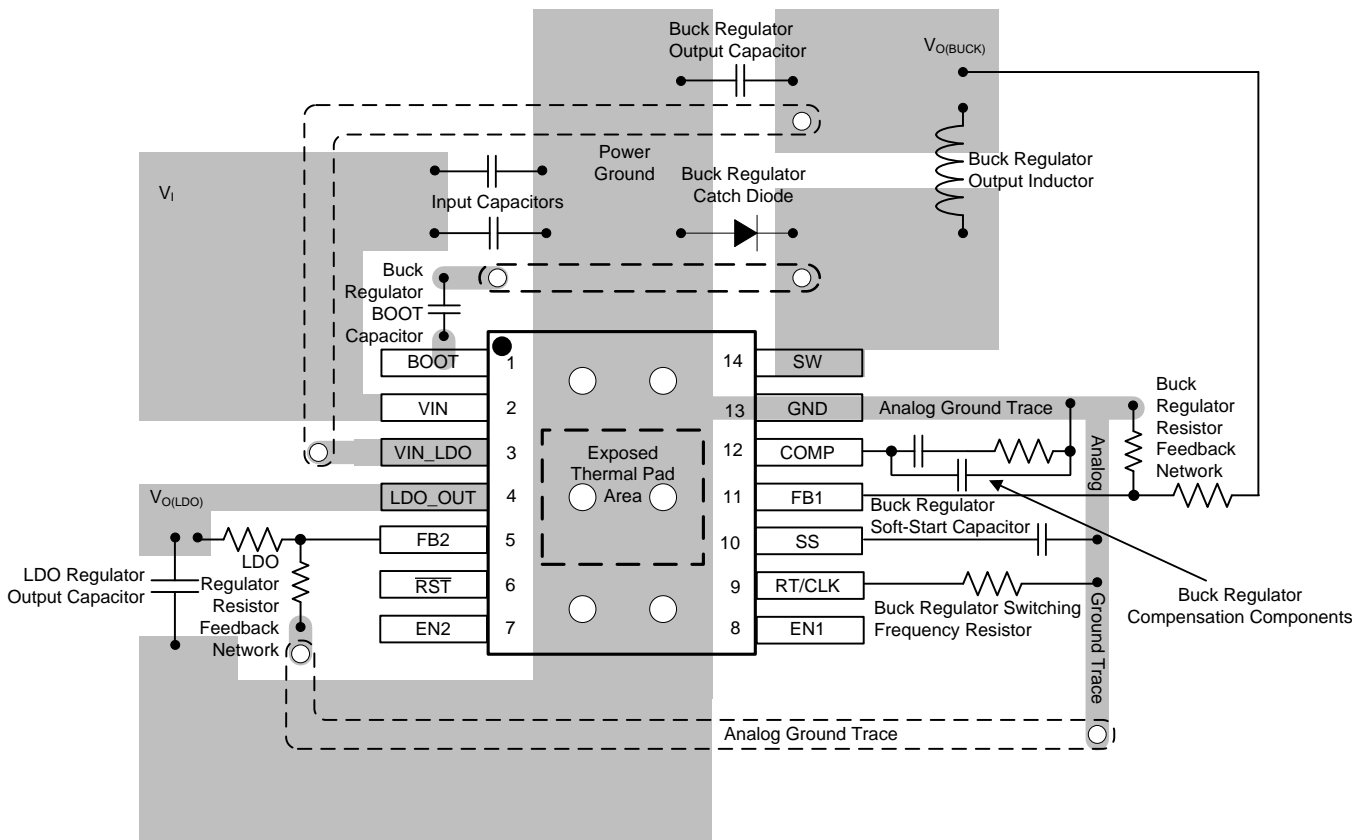 Buck Regulator
Output Capacitor
VO(BUCK)
Power
Ground
Buck Regulator
Catch Diode
Buck Regulator
Output Inductor
VI
Input Capacitors
Buck
Regulator
BOOT
Capacitor
BOOT
1
14
SW
VIN
2
13
GND
Analog Ground Trace
Buck
Regulator
Resistor
Feedback
Network
VIN_LDO
3
12
COMP
Exposed
Thermal Pad
Area
Analog
Ground Trace
VO(LDO)
LDO_OUT
4
11
FB1
Buck Regulator
Soft-Start Capacitor
FB2
5
10
SS
LDO Regulator
Output Capacitor
LDO
Regulator
Resistor
Feedback
Network
RST
6
9
RT/CLK
Buck Regulator Switching
Frequency Resistor
Buck Regulator
Compensation Components
EN2
7
8
EN1
Analog Ground Trace